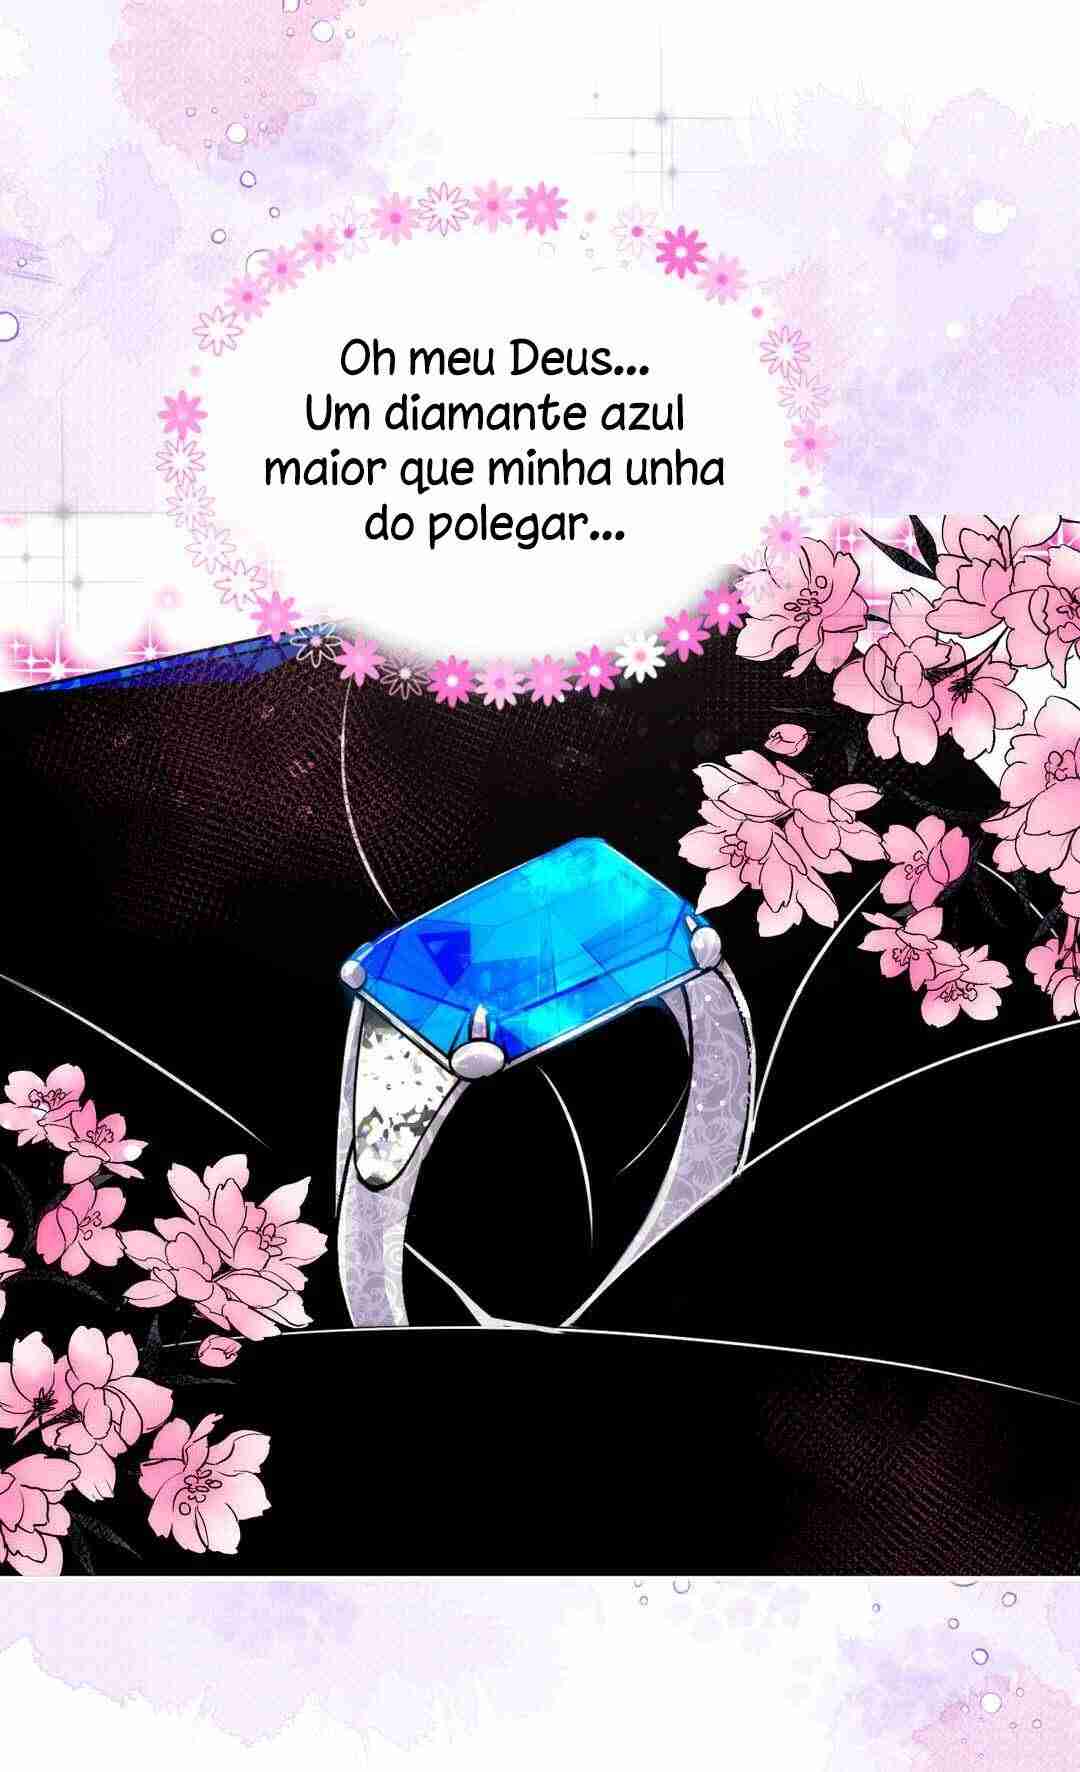 Oh meu Deus...
Um diamante azul
maior que minha unha
do polegar...